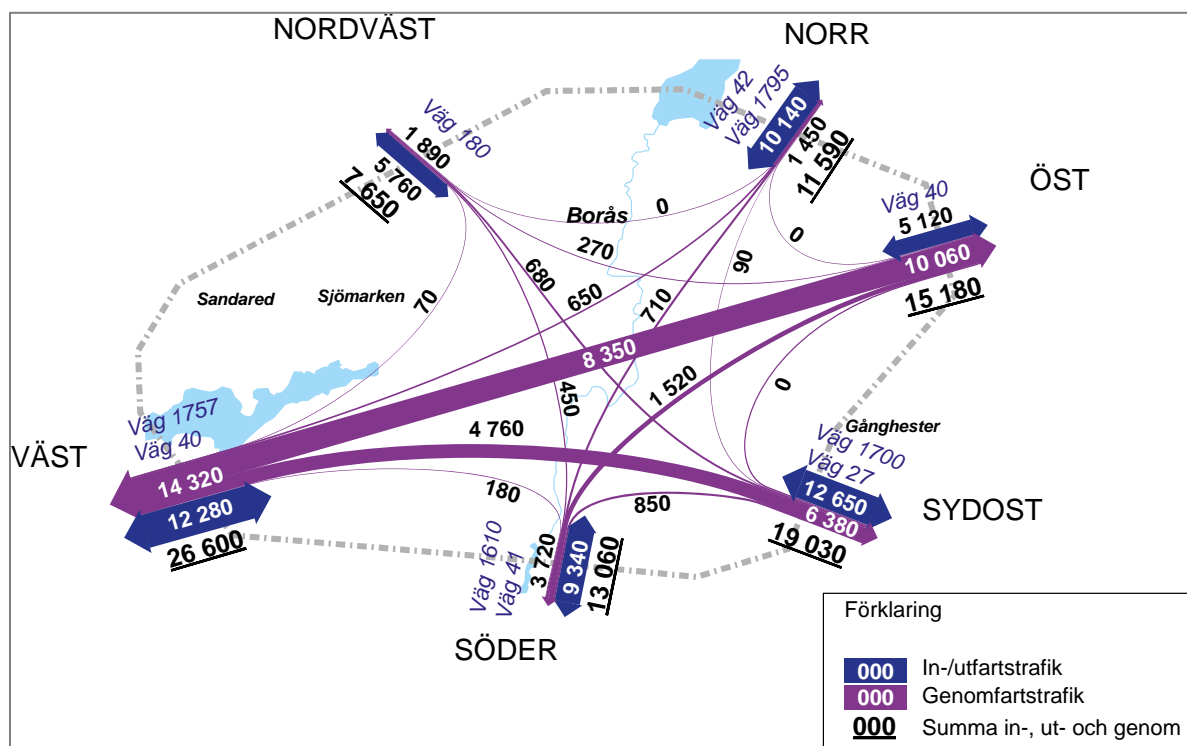 NORDVÄST
NORR
Väg 180
1 890
5 760
7 650
Väg 42
Väg 1795
10 140
1 450
11 590
ÖST
Väg 40
5 120
10 060
15 180
Borås
0
270
0
90
680
650
710
70
Sandared
Sjömarken
8 350
450
1 520
0
Gånghester
Väg 1757
Väg 40
VÄST
14 320
12 280
26 600
4 760
180
850
Väg 1700
Väg 27
12 650
6 380
19 030
SYDOST
Väg 1610
Väg 41
3 720
9 340
13 060
SÖDER
Förklaring
000 In-/utfartstrafik
000 Genomfartstrafik
000 Summa in-, ut- och genom